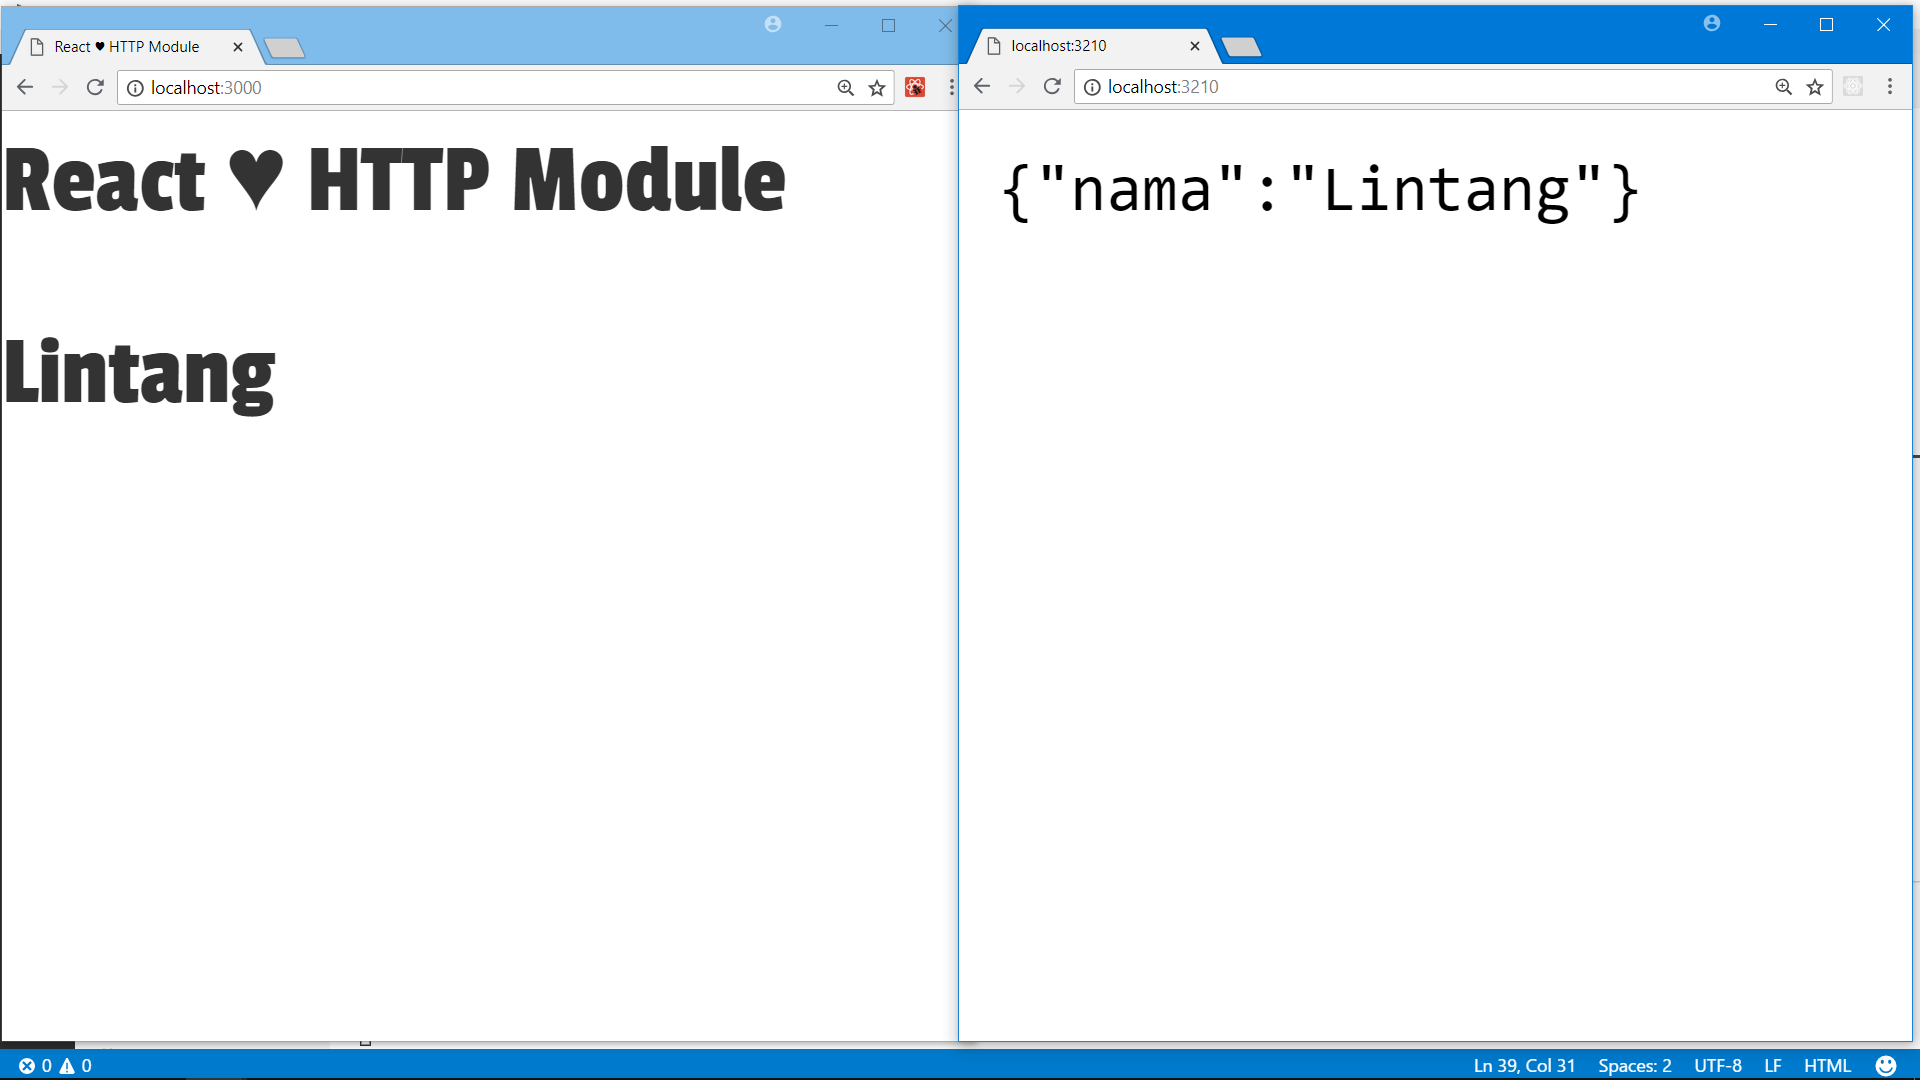 React ♥ HTTP Module
localhost:3000
React ♥ HTTP Module
Lintang
localhost:3210
localhost:3210
{"nama":"Lintang"}
0 0
Ln 39, Col 31 Spaces: 2 UTF-8 LF HTML